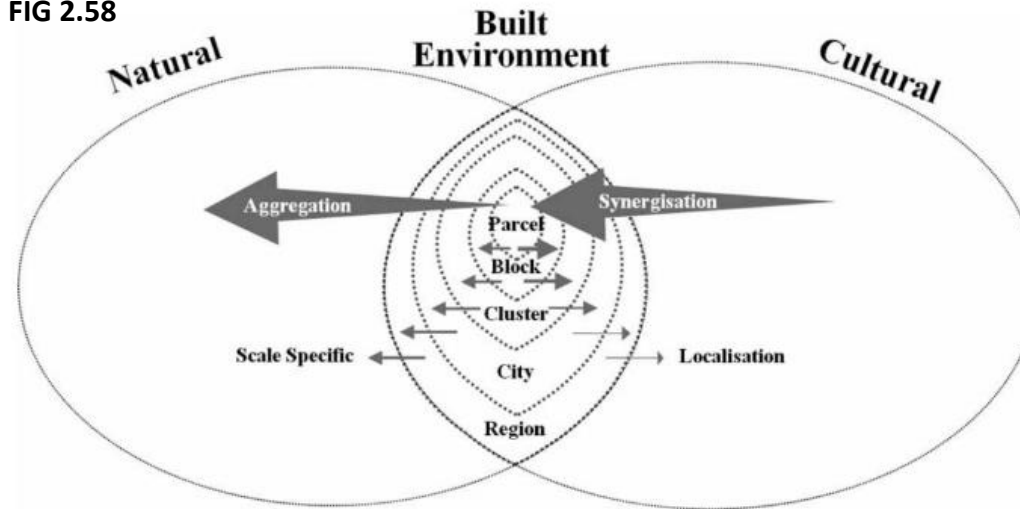 FIG 2.58
Built
Environment
Natural
Cultural
Aggregation
Synergisation
Parcel
Block
Cluster
Scale Specific
Localisation
City
Region